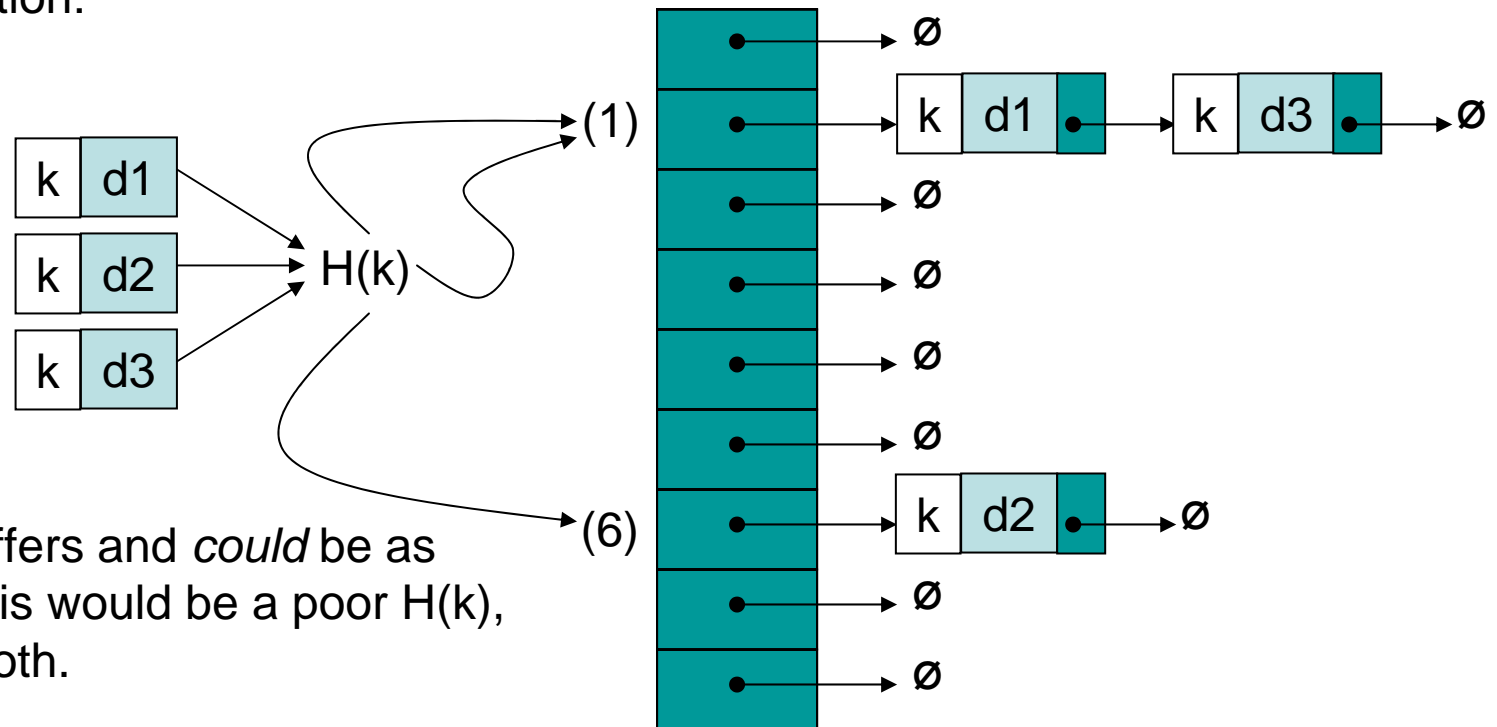 tion.
Ø
(1) k d1 k d3 Ø
k d1
Ø
k d2 H(k) Ø
k d3 Ø
Ø
(6) k d2 Ø
ffers and could be as
is would be a poor H(k),
Ø
oth.
Ø